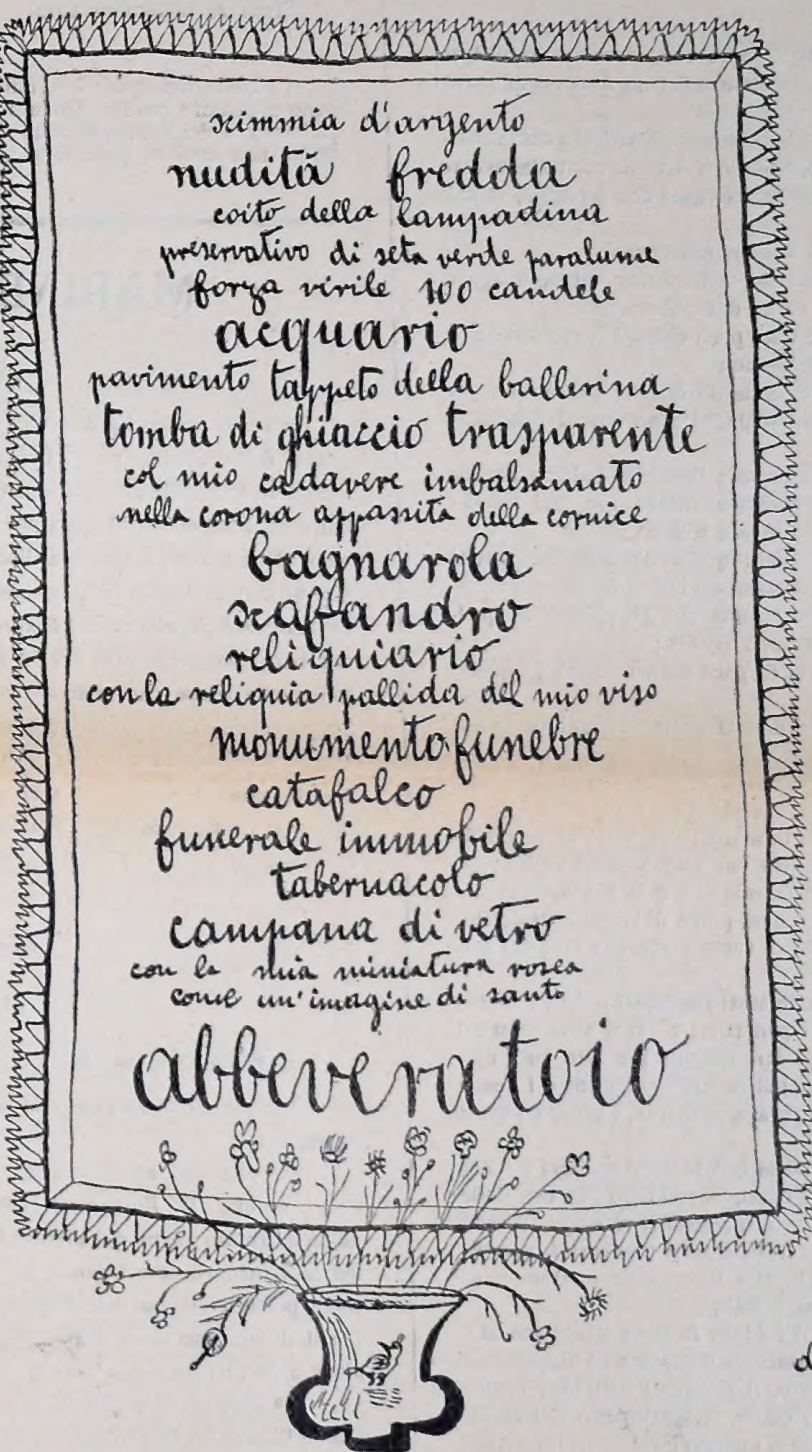 scimmia d'argento
nudità fredda
coito della lampadina
preservativo di seta verde paralume
forza virile 100 candele
acquario
pavimento tappeto della ballerina
tomba di ghiaccio trasparente
col mio cadavere imbalsamato
nella corona appassita della cornice
bagnarola
scafandro
reliquiario
con la reliquia pallida del mio viso
monumento funebre
catafalco
funerale immobile
tabernacolo
campana di vetro
con la mia miniatura rosea
come un'imagine di santo
abbeveratoio
d